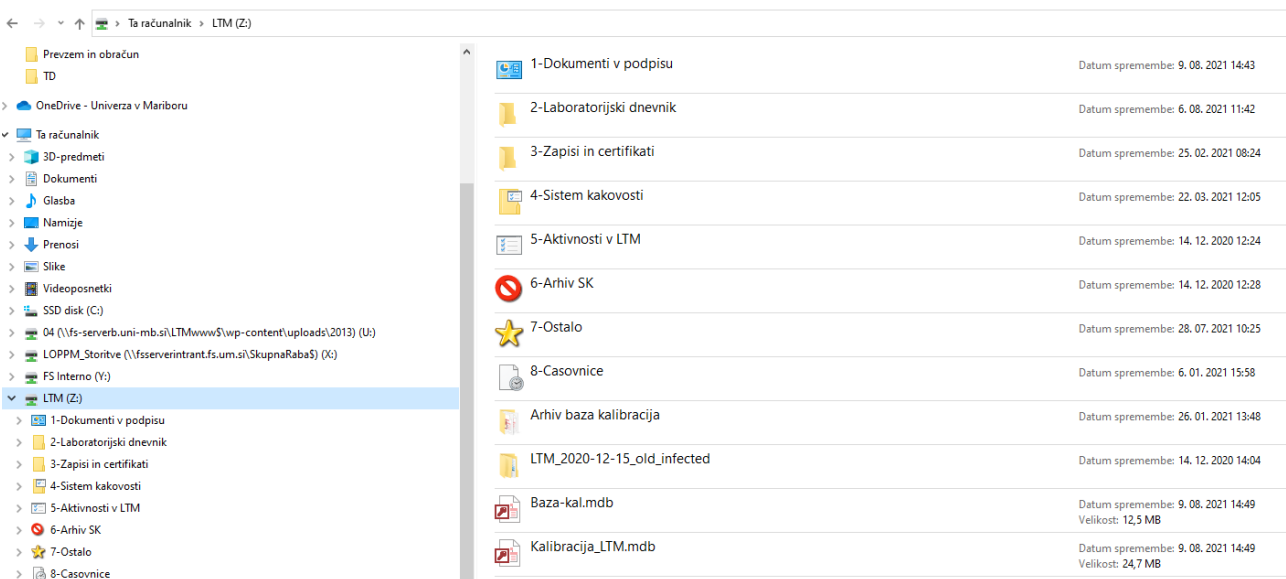 Ta računalnik > LTM (Z:)
Prevzem in obračun
TD
OneDrive - Univerza v Mariboru
Ta računalnik
3D-predmeti
Dokumenti
Glasba
Namizje
Prenosi
Slike
Videoposnetki
SSD disk (C:)
04 (\\fs-serverb.uni-mb.si\LTMwww$\wp-content\uploads\2013) (U:)
LOPPM_Storitve (\\fsserverintrant.fs.um.si\SkupnaRaba$) (X:)
FS Interno (Y:)
LTM (Z:)
1-Dokumenti v podpisu
2-Laboratorijski dnevnik
3-Zapisi in certifikati
4-Sistem kakovosti
5-Aktivnosti v LTM
6-Arhiv SK
7-Ostalo
8-Casovnice
1-Dokumenti v podpisu Datum spremembe: 9. 08. 2021 14:43
2-Laboratorijski dnevnik Datum spremembe: 6. 08. 2021 11:42
3-Zapisi in certifikati Datum spremembe: 25. 02. 2021 08:24
4-Sistem kakovosti Datum spremembe: 22. 03. 2021 12:05
5-Aktivnosti v LTM Datum spremembe: 14. 12. 2020 12:24
6-Arhiv SK Datum spremembe: 14. 12. 2020 12:28
7-Ostalo Datum spremembe: 28. 07. 2021 10:25
8-Casovnice Datum spremembe: 6. 01. 2021 15:58
Arhiv baza kalibracija Datum spremembe: 26. 01. 2021 13:48
LTM_2020-12-15_old_infected Datum spremembe: 14. 12. 2020 14:04
Baza-kal.mdb Datum spremembe: 9. 08. 2021 14:49
Velikost: 12,5 MB
Kalibracija_LTM.mdb Datum spremembe: 9. 08. 2021 14:49
Velikost: 24,7 MB